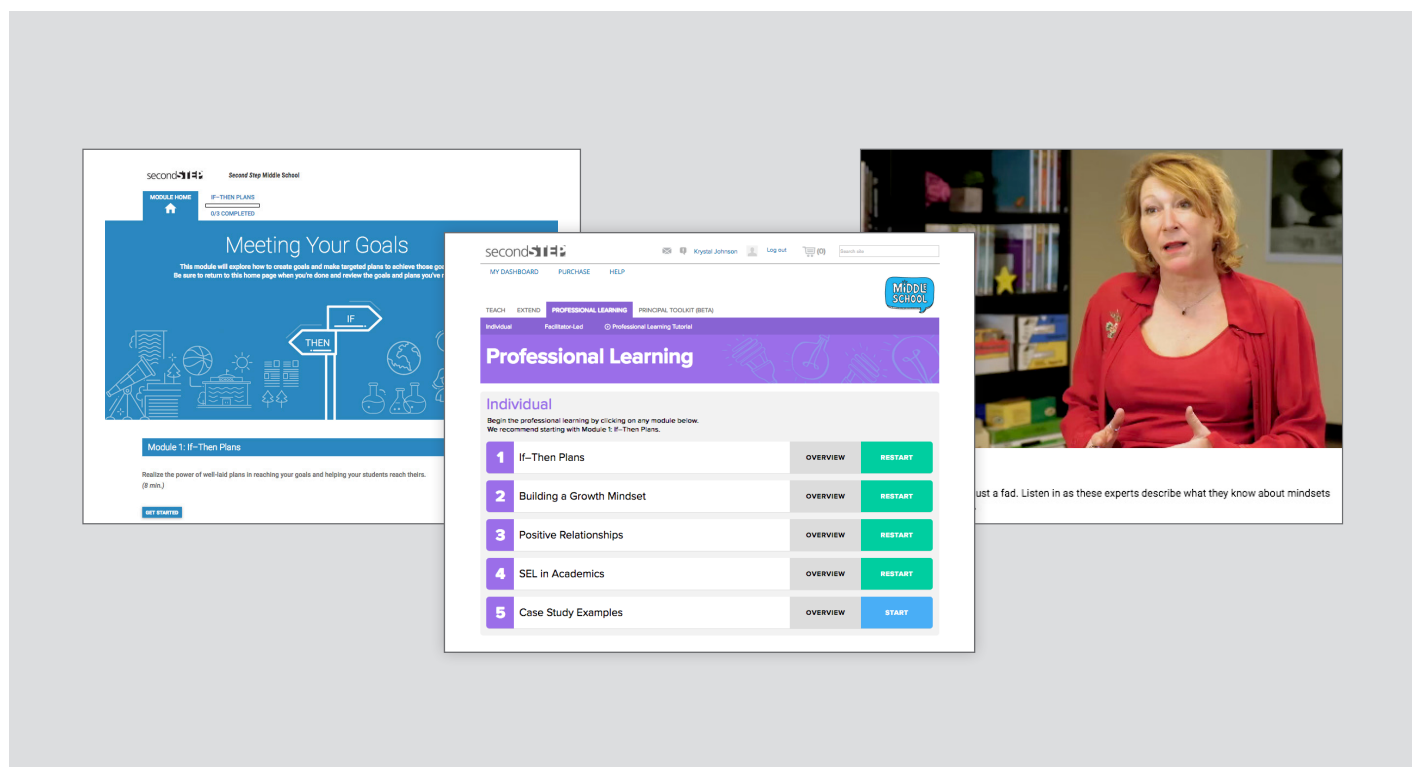 secondSTEP
Second Step Middle School
MODULE HOME
IF–THEN PLANS
0/3 COMPLETED
Meeting Your Goals
This module will explore how to create goals and make targeted plans to achieve those
Be sure to return to this home page when you're done and review the goals and plans you've
IF
THEN
Module 1: If–Then Plans
Realize the power of well-laid plans in reaching your goals and helping your students reach theirs.
(8 min.)
GET STARTED
secondSTEP
Krystal Johnson
Log out
(0)
Search site
MY DASHBOARD PURCHASE HELP
MIDDLE
SCHOOL
TEACH EXTEND PROFESSIONAL LEARNING PRINCIPAL TOOLKIT (BETA)
Individual Facilitator-Led Professional Learning Tutorial
Professional Learning
Individual
Begin the professional learning by clicking on any module below.
We recommend starting with Module 1: If–Then Plans.
1 If–Then Plans OVERVIEW RESTART
2 Building a Growth Mindset OVERVIEW RESTART
3 Positive Relationships OVERVIEW RESTART
4 SEL in Academics OVERVIEW RESTART
5 Case Study Examples OVERVIEW START
ust a fad. Listen in as these experts describe what they know about mindsets